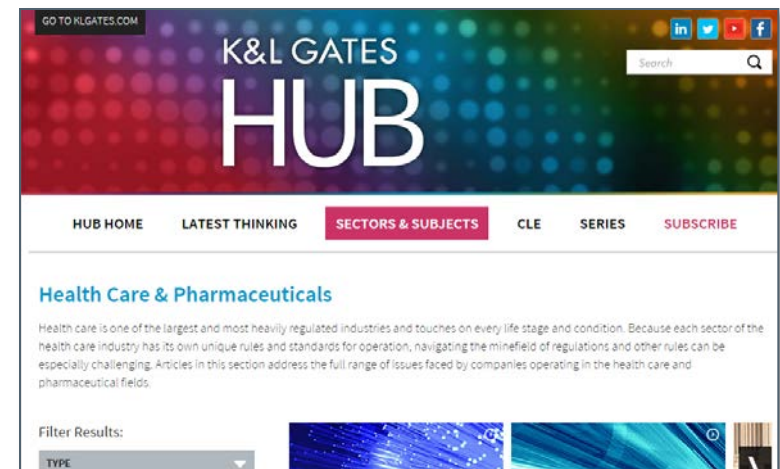 GO TO KLGATES.COM
K&L GATES
HUB
Search
HUB HOME LATEST THINKING SECTORS & SUBJECTS CLE SERIES SUBSCRIBE
Health Care & Pharmaceuticals
Health care is one of the largest and most heavily regulated industries and touches on every life stage and condition. Because each sector of the
health care industry has its own unique rules and standards for operation, navigating the minefield of regulations and other rules can be
especially challenging. Articles in this section address the full range of issues faced by companies operating in the health care and
pharmaceutical fields.
Filter Results:
TYPE